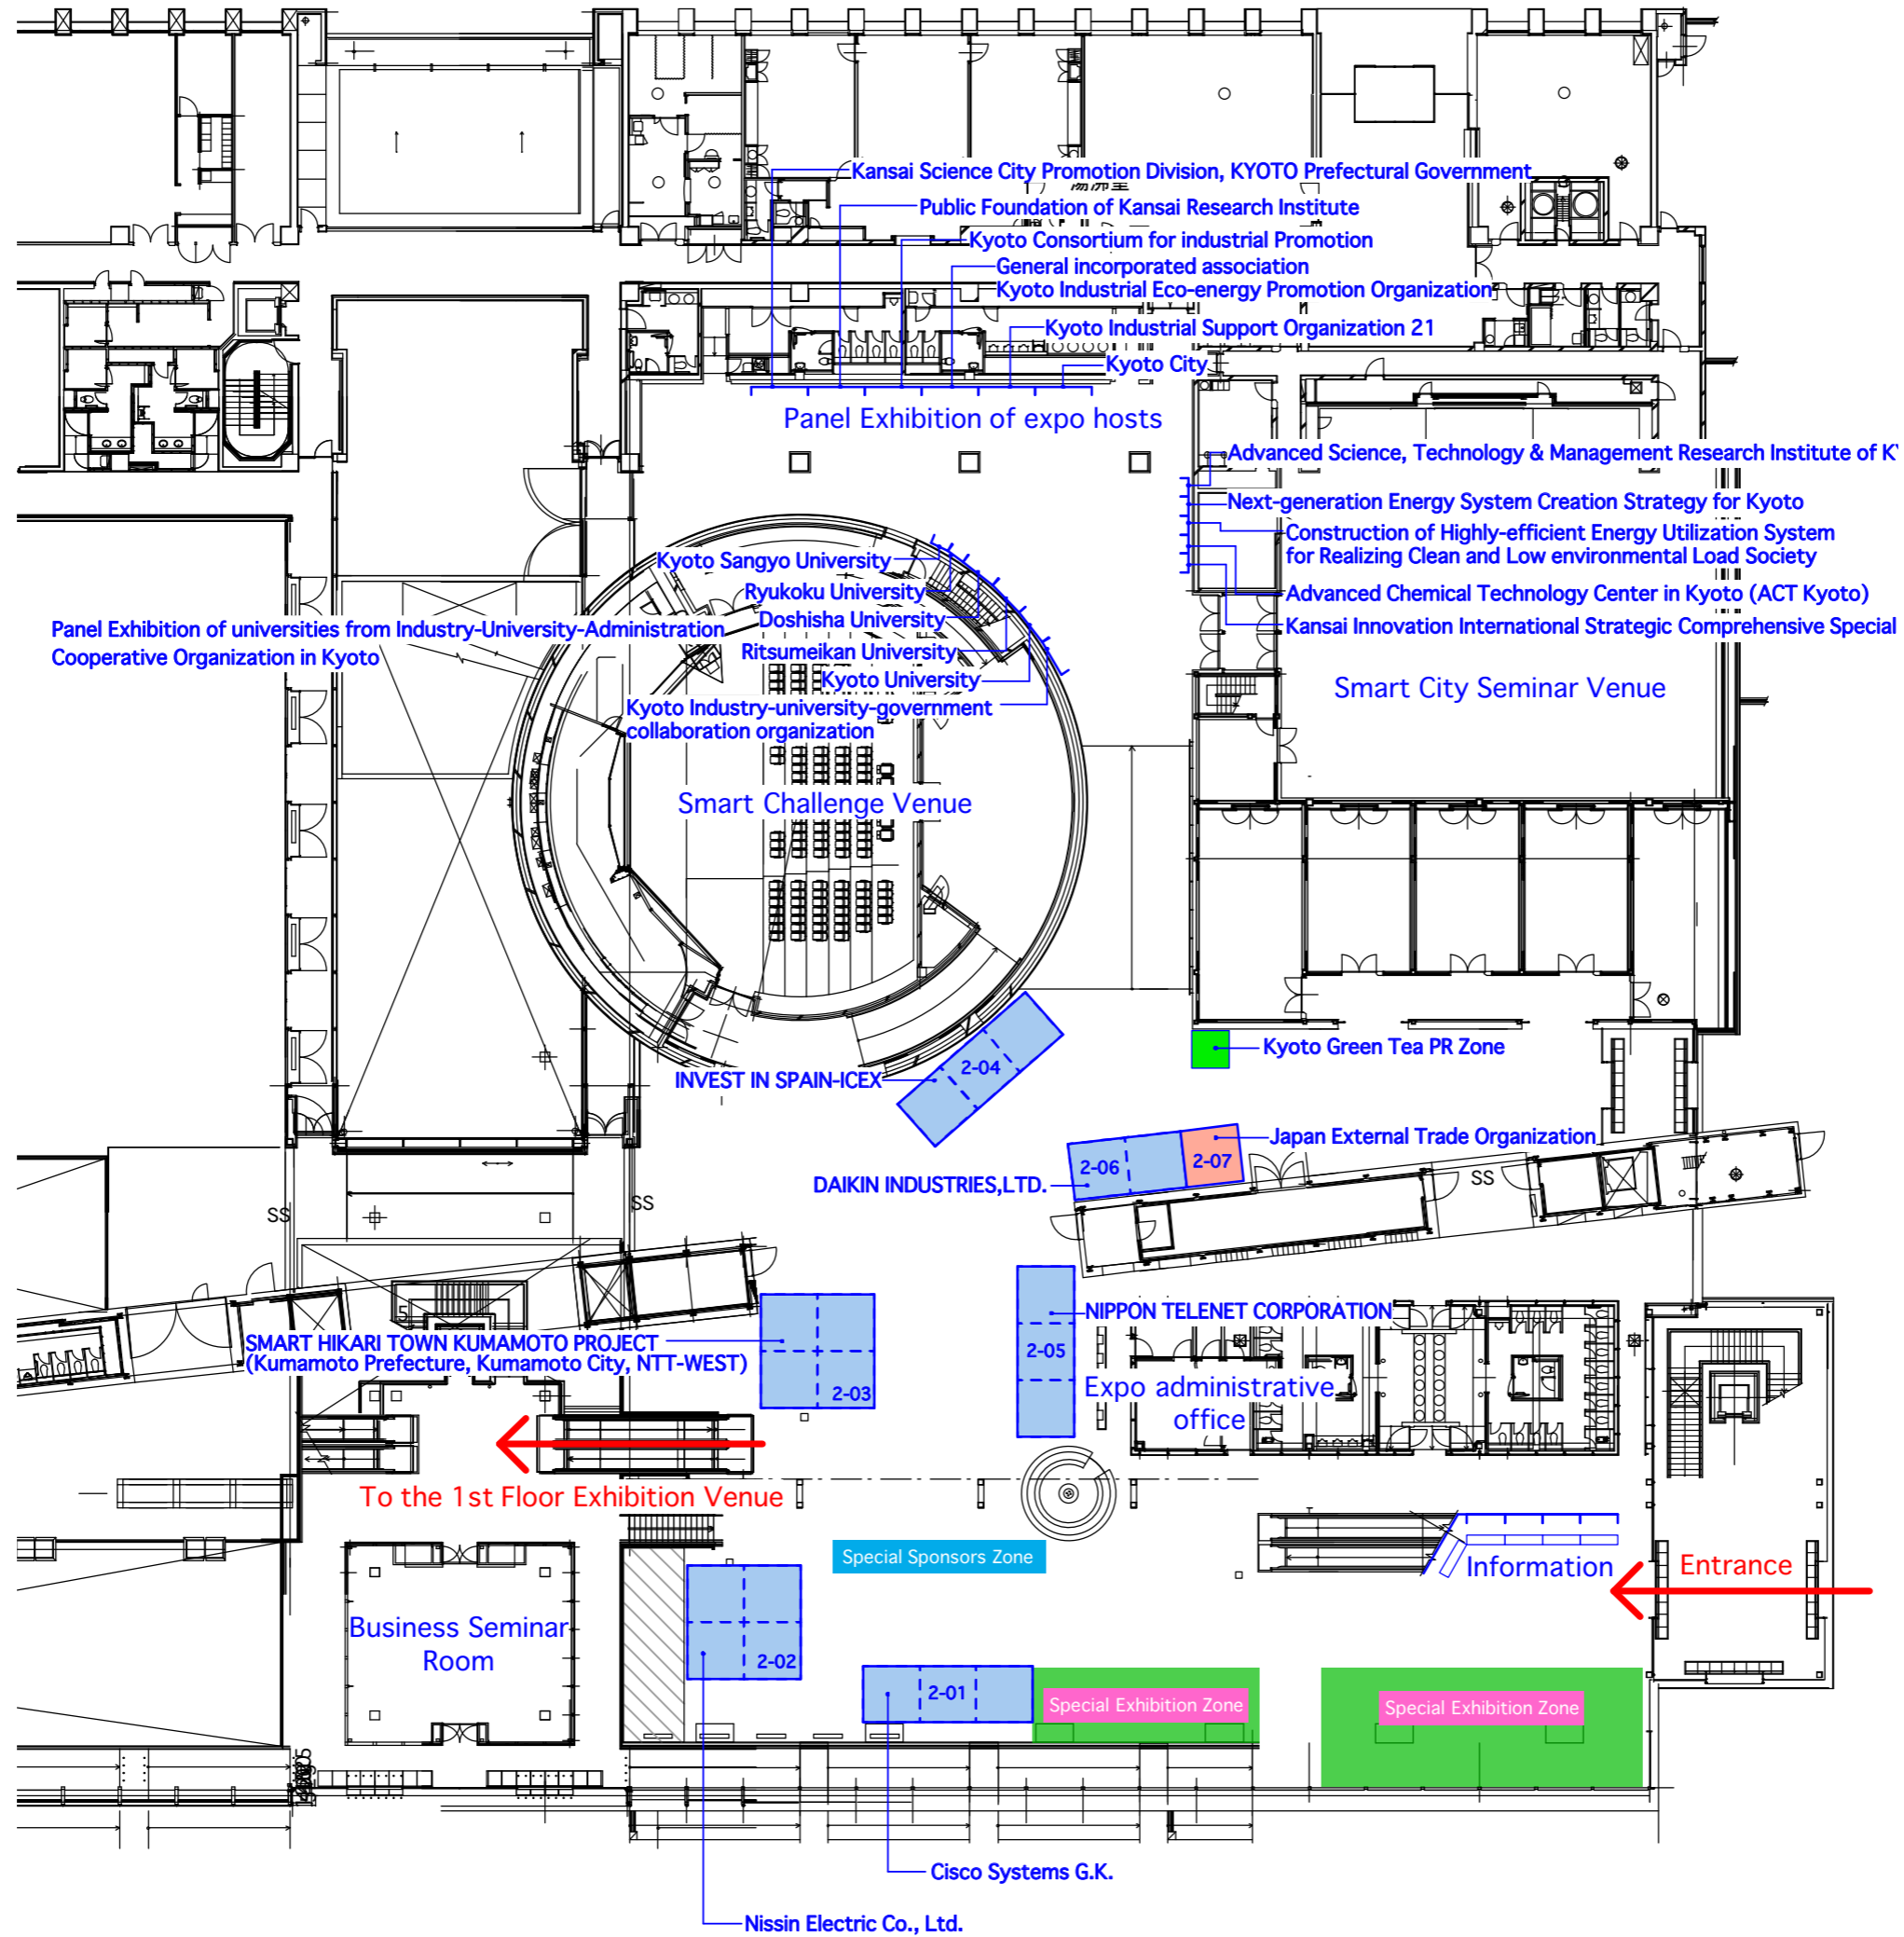 Kansai Science City Promotion Division, KYOTO Prefectural Government
Public Foundation of Kansai Research Institute
Kyoto Consortium for industrial Promotion
General incorporated association
Kyoto Industrial Eco-energy Promotion Organization
Kyoto Industrial Support Organization 21
Kyoto City
Panel Exhibition of expo hosts
Advanced Science, Technology & Management Research Institute of K
Next-generation Energy System Creation Strategy for Kyoto
Construction of Highly-efficient Energy Utilization System
for Realizing Clean and Low environmental Load Society
Advanced Chemical Technology Center in Kyoto (ACT Kyoto)
Kansai Innovation International Strategic Comprehensive Special
Kyoto Sangyo University
Ryukoku University
Doshisha University
Ritsumeikan University
Kyoto University
Kyoto Industry-university-government
collaboration organization
Panel Exhibition of universities from Industry-University-Administration
Cooperative Organization in Kyoto
Smart City Seminar Venue
Smart Challenge Venue
Kyoto Green Tea PR Zone
INVEST IN SPAIN-ICEX
2-04
Japan External Trade Organization
2-06
2-07
DAIKIN INDUSTRIES,LTD.
SS
SS
SS
NIPPON TELENET CORPORATION
2-05
SMART HIKARI TOWN KUMAMOTO PROJECT
(Kumamoto Prefecture, Kumamoto City, NTT-WEST)
2-03
Expo administrative
office
To the 1st Floor Exhibition Venue
Special Sponsors Zone
Information
Entrance
Business Seminar
Room
2-02
2-01
Special Exhibition Zone
Special Exhibition Zone
Cisco Systems G.K.
Nissin Electric Co., Ltd.